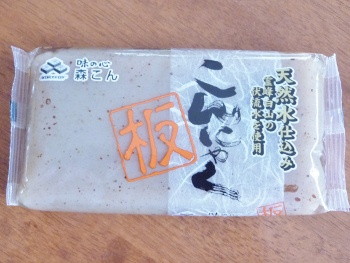 味の心
森こん
天然水仕込み
霊峰白山の
伏流水を使用
こんにゃく
板